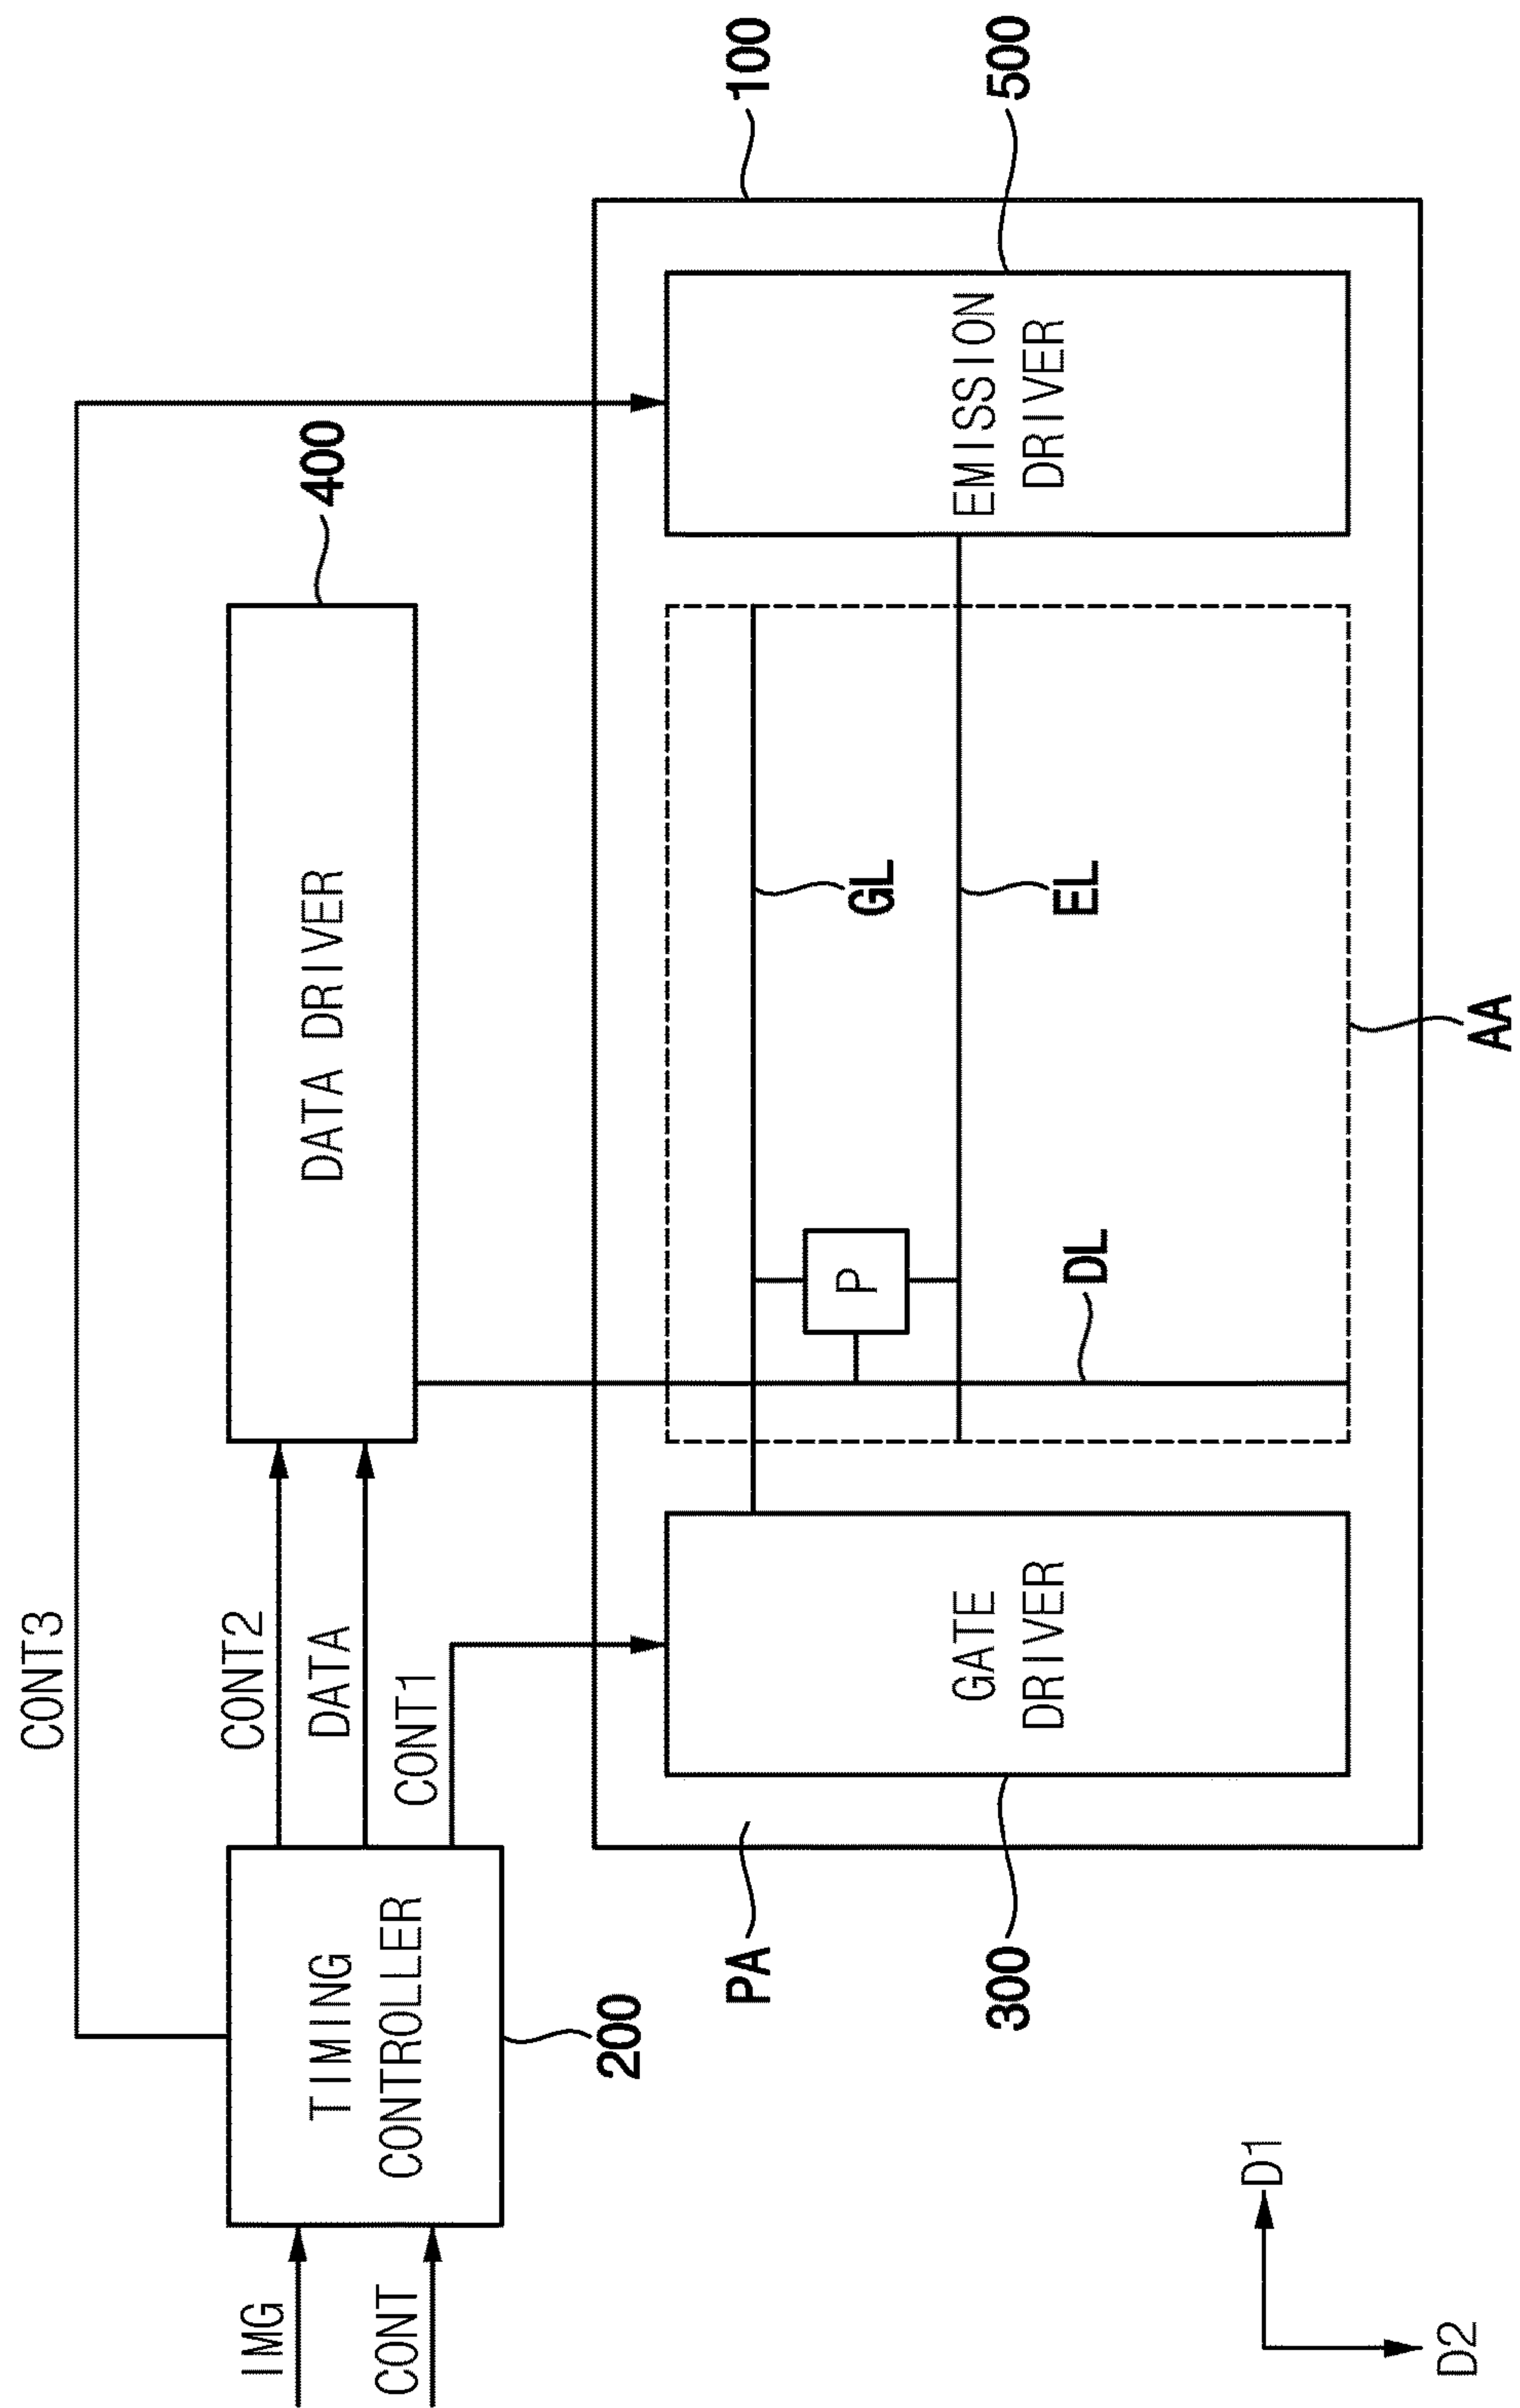 CONT3
400
100
500
IMG
CONT
TIMING
CONTROLLER
200
CONT2
DATA
CONT1
DATA DRIVER
PA
300
GATE
DRIVER
P
DL
GL
EL
AA
EMISSION
DRIVER
D1
D2